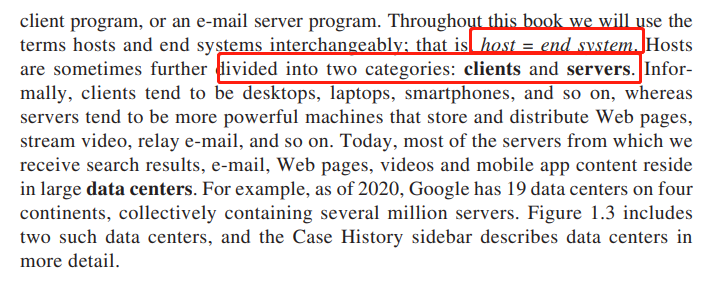 client program, or an e-mail server program. Throughout this book we will use the
terms hosts and end systems interchangeably; that is, host = end system. Hosts
are sometimes further divided into two categories: clients and servers. Infor-
mally, clients tend to be desktops, laptops, smartphones, and so on, whereas
servers tend to be more powerful machines that store and distribute Web pages,
stream video, relay e-mail, and so on. Today, most of the servers from which we
receive search results, e-mail, Web pages, videos and mobile app content reside
in large data centers. For example, as of 2020, Google has 19 data centers on four
continents, collectively containing several million servers. Figure 1.3 includes
two such data centers, and the Case History sidebar describes data centers in
more detail.